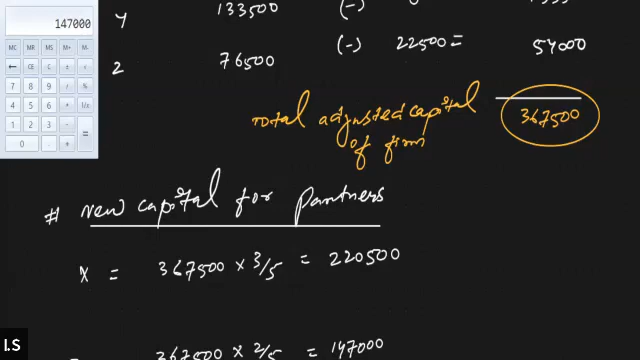 147000
MC MR MS M+ M-
← CE C ± √
7 8 9 / %
4 5 6 * 1/x
1 2 3 - =
0 . +
Y 133500 (-)
Z 76500 (-) 22500 = 54000
Total adjusted capital of firm 367500
# New capital for Partners
X = 367500 × 3/5 = 220500
367500 × 2/5 = 147000
I.S